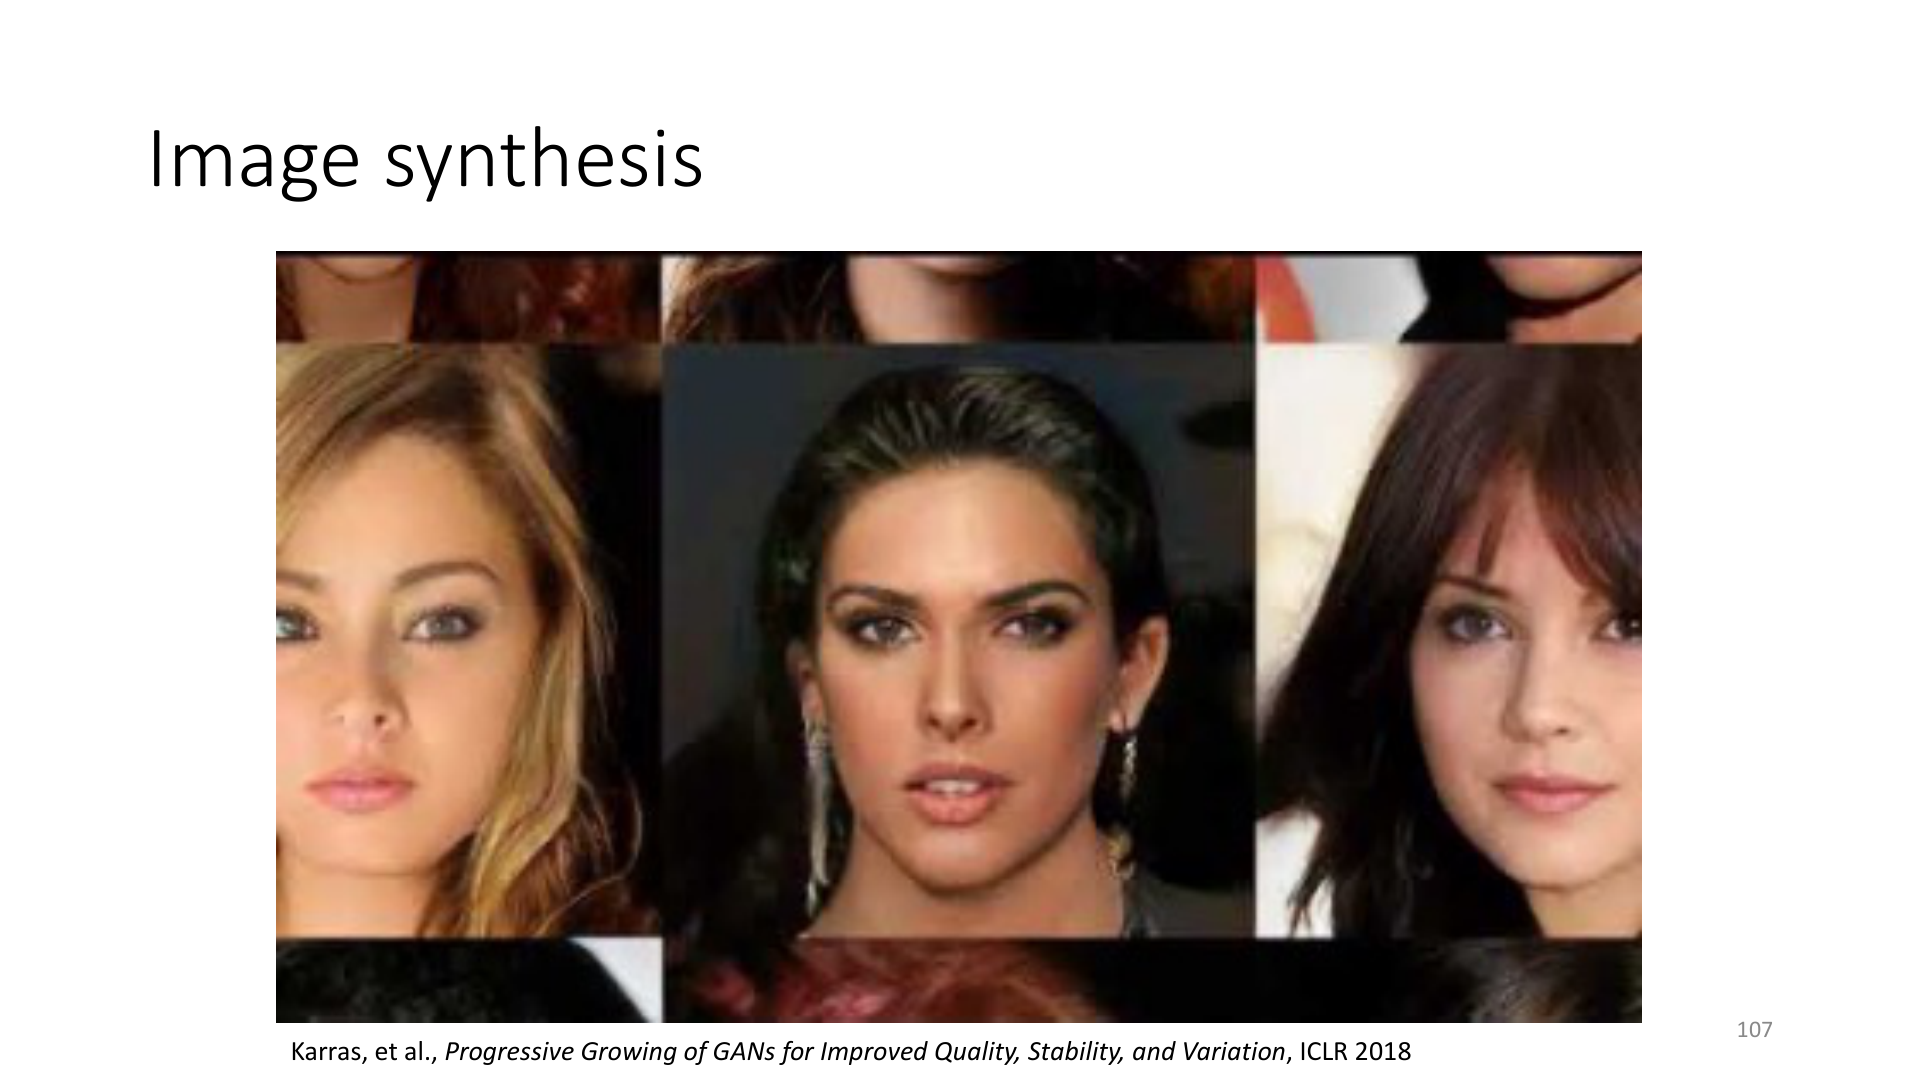 Image synthesis
107
Karras, et al., Progressive Growing of GANs for Improved Quality, Stability, and Variation, ICLR 2018